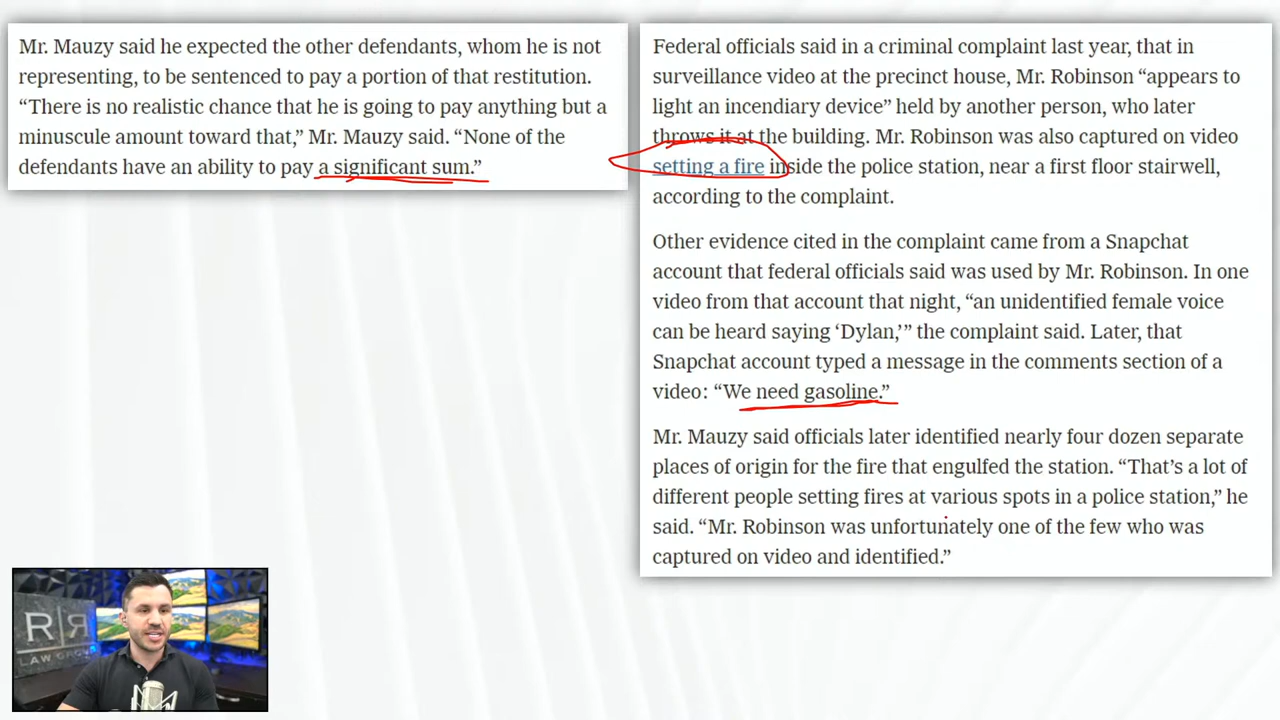 Mr. Mauzy said he expected the other defendants, whom he is not
representing, to be sentenced to pay a portion of that restitution.
“There is no realistic chance that he is going to pay anything but a
minuscule amount toward that,” Mr. Mauzy said. “None of the
defendants have an ability to pay a significant sum.”
Federal officials said in a criminal complaint last year, that in
surveillance video at the precinct house, Mr. Robinson “appears to
light an incendiary device” held by another person, who later
throws it at the building. Mr. Robinson was also captured on video
setting a fire inside the police station, near a first floor stairwell,
according to the complaint.
Other evidence cited in the complaint came from a Snapchat
account that federal officials said was used by Mr. Robinson. In one
video from that account that night, “an unidentified female voice
can be heard saying ‘Dylan,’” the complaint said. Later, that
Snapchat account typed a message in the comments section of a
video: “We need gasoline.”
Mr. Mauzy said officials later identified nearly four dozen separate
places of origin for the fire that engulfed the station. “That’s a lot of
different people setting fires at various spots in a police station,” he
said. “Mr. Robinson was unfortunately one of the few who was
captured on video and identified.”
R R
LAW GROUP